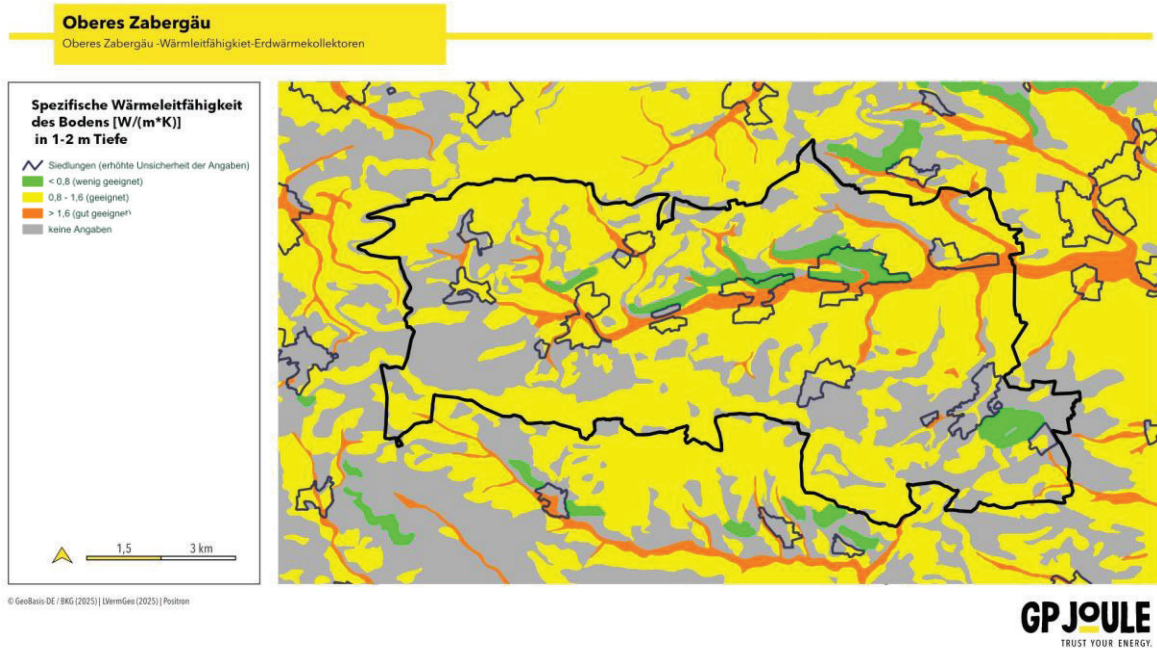 Oberes Zabergäu
Oberes Zabergäu -Wärmleitfähigkiet-Erdwärmekollektoren
Spezifische Wärmeleitfähigkeit
des Bodens [W/(m*K)]
in 1-2 m Tiefe
Siedlungen (erhöhte Unsicherheit der Angaben)
< 0,8 (wenig geeignet)
0,8 - 1,6 (geeignet)
> 1,6 (gut geeignet)
keine Angaben
1,5 3 km
© GeoBasis-DE / BKG (2025) | LVermGeo (2025) | Positron
GP JOULE
TRUST YOUR ENERGY.